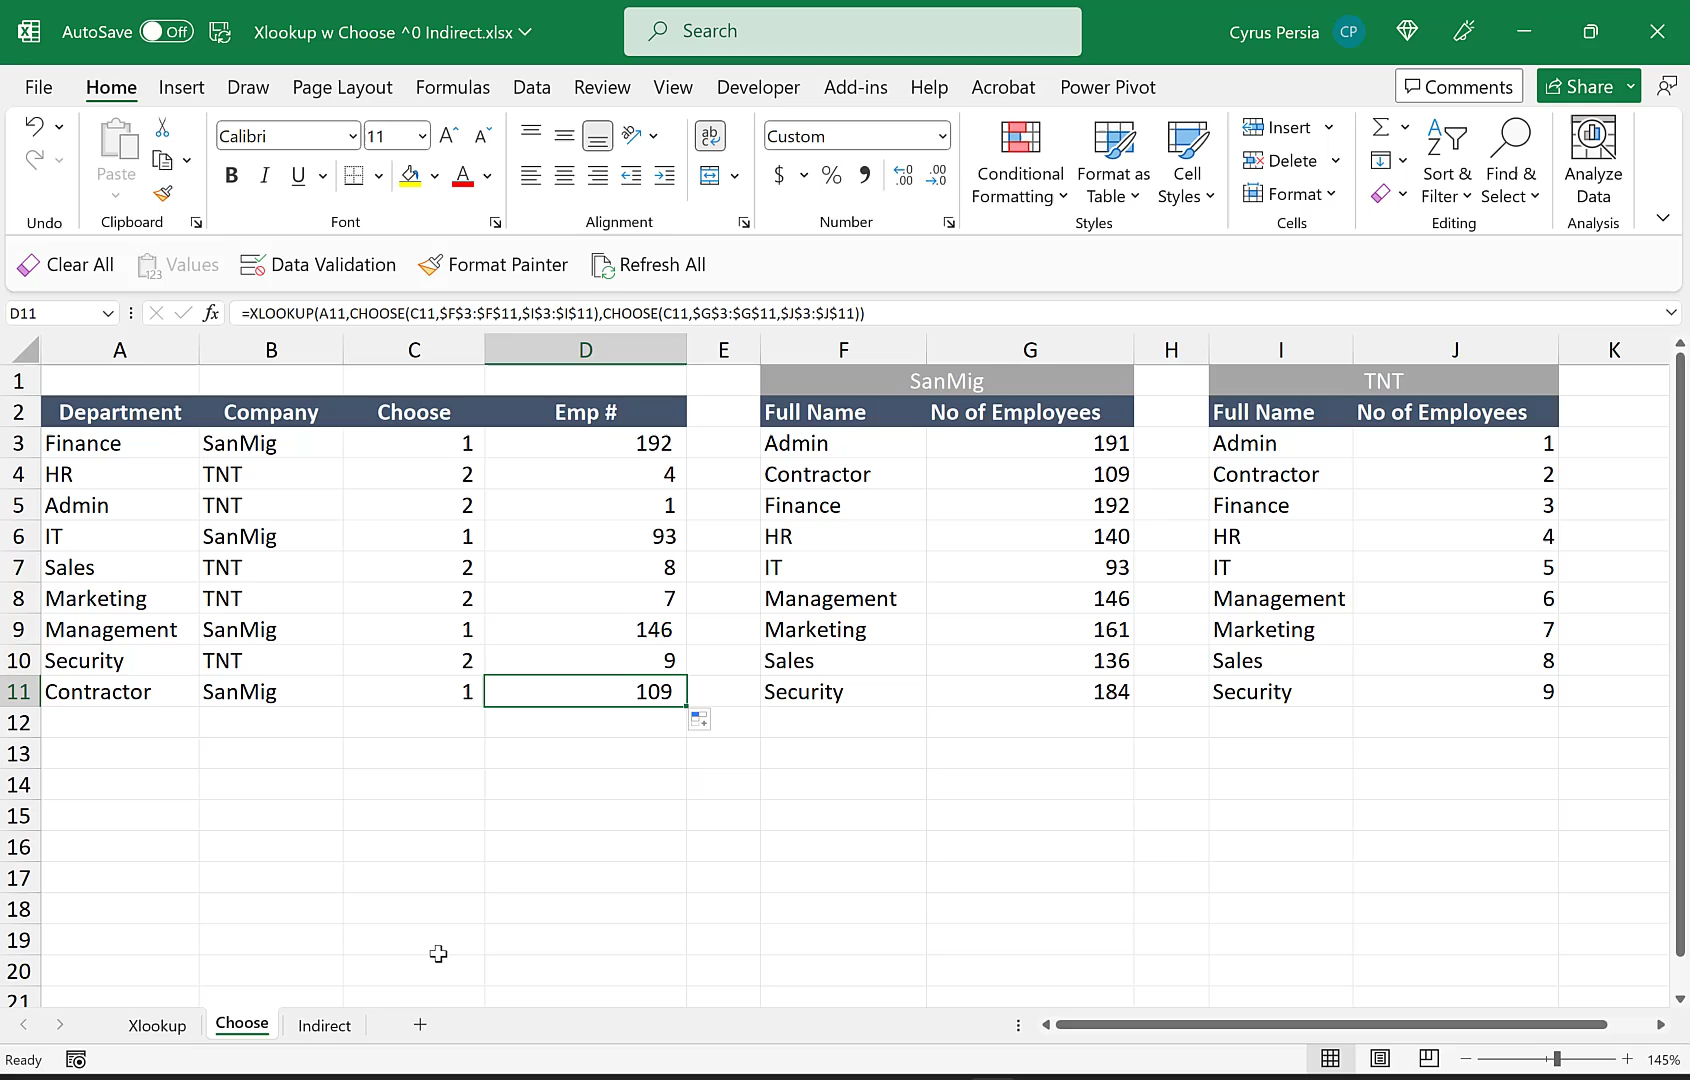 AutoSave Off Xlookup w Choose ^0 Indirect.xlsx Search Cyrus Persia CP
File Home Insert Draw Page Layout Formulas Data Review View Developer Add-ins Help Acrobat Power Pivot Comments Share
Paste Calibri 11 A A ab c Custom Conditional Formatting Format as Table Cell Styles Insert Delete Format Sort & Filter Find & Select Analyze Data
B I U A $ % 9 .00 .00
Undo Clipboard Font Alignment Number Styles Cells Editing Analysis
Clear All Values Data Validation Format Painter Refresh All
D11 fx =XLOOKUP(A11,CHOOSE(C11,$F$3:$F$11,$I$3:$I$11),CHOOSE(C11,$G$3:$G$11,$J$3:$J$11))
A B C D E F G H I J K
1 SanMig TNT
2 Department Company Choose Emp # Full Name No of Employees Full Name No of Employees
3 Finance SanMig 1 192 Admin 191 Admin 1
4 HR TNT 2 4 Contractor 109 Contractor 2
5 Admin TNT 2 1 Finance 192 Finance 3
6 IT SanMig 1 93 HR 140 HR 4
7 Sales TNT 2 8 IT 93 IT 5
8 Marketing TNT 2 7 Management 146 Management 6
9 Management SanMig 1 146 Marketing 161 Marketing 7
10 Security TNT 2 9 Sales 136 Sales 8
11 Contractor SanMig 1 109 Security 184 Security 9
12
13
14
15
16
17
18
19
20
21
Xlookup Choose Indirect
Ready 145%